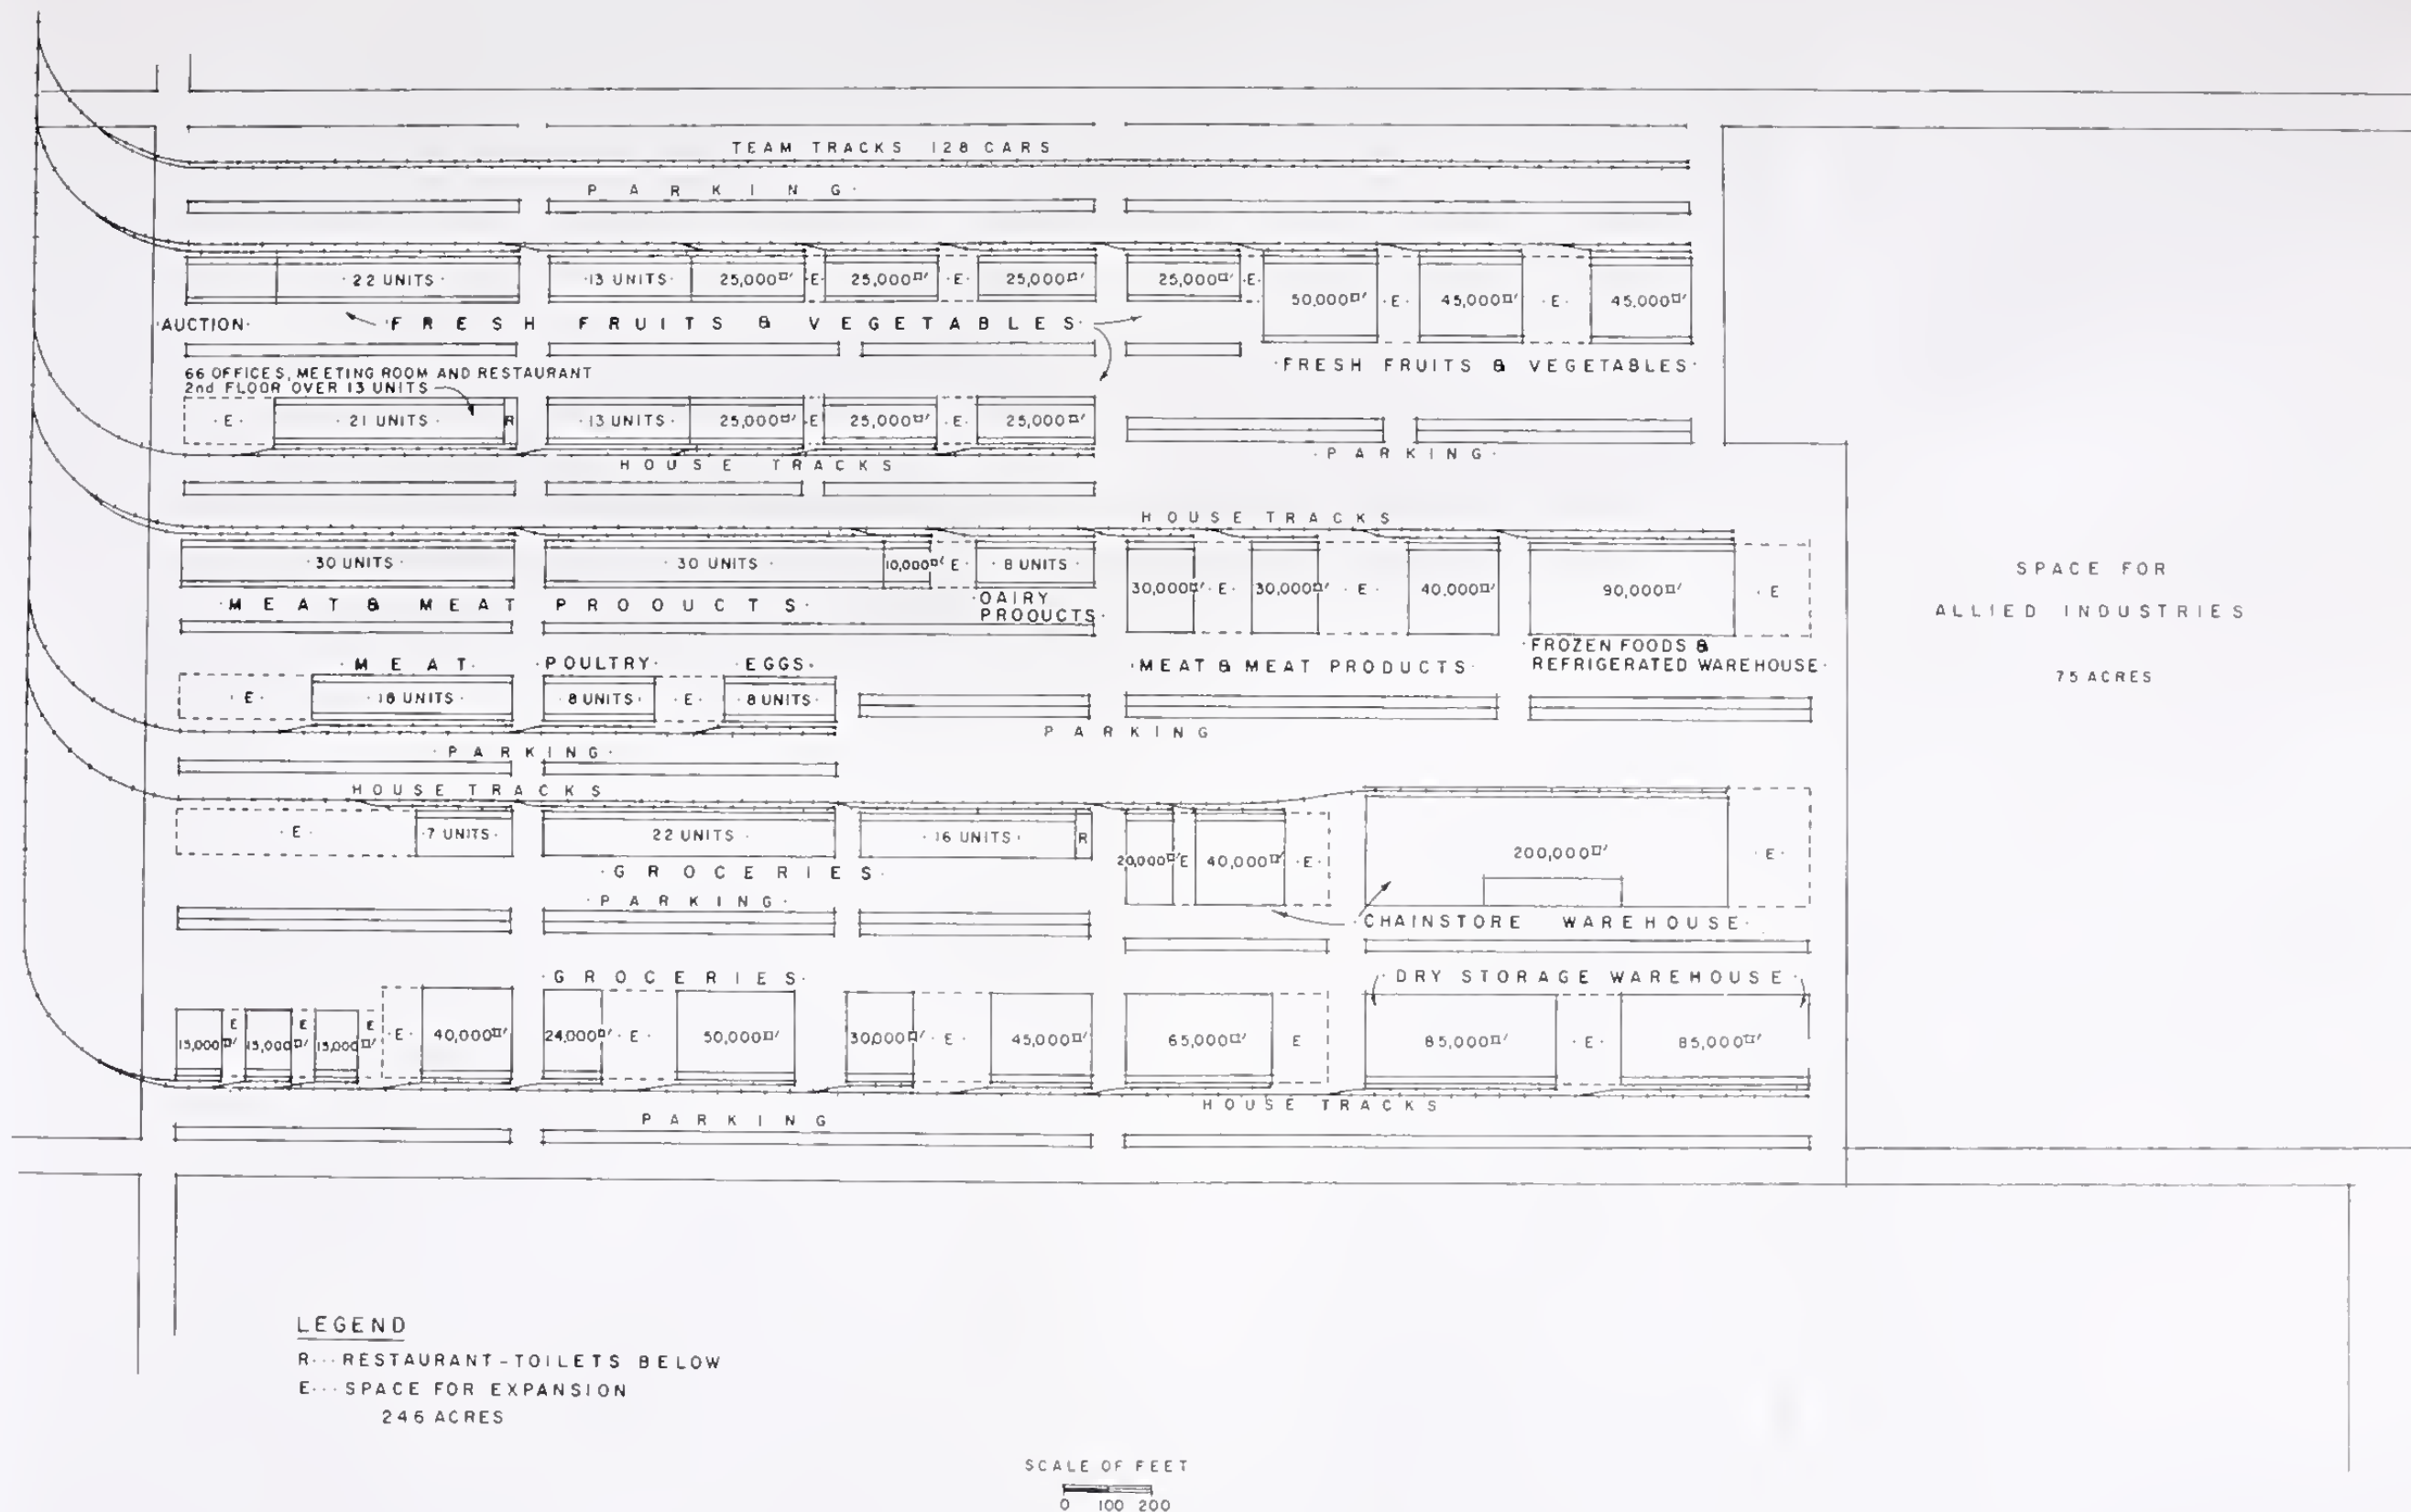 TEAM TRACKS 128 CARS
PARKING
22 UNITS
13 UNITS
25,000□'
E
25,000□'
E
25,000□'
25,000□'
E
50,000□'
E
45,000□'
E
45,000□'
AUCTION
FRESH FRUITS & VEGETABLES
FRESH FRUITS & VEGETABLES
66 OFFICES, MEETING ROOM AND RESTAURANT
2nd FLOOR OVER 13 UNITS
E
21 UNITS
R
13 UNITS
25,000□'
E
25,000□'
E
25,000□'
PARKING
HOUSE TRACKS
HOUSE TRACKS
30 UNITS
30 UNITS
10,000□'
E
8 UNITS
30,000□'
E
30,000□'
E
40,000□'
90,000□'
E
MEAT & MEAT PRODUCTS
DAIRY
PRODUCTS
FROZEN FOODS &
REFRIGERATED WAREHOUSE
MEAT & MEAT PRODUCTS
SPACE FOR
ALLIED INDUSTRIES
75 ACRES
MEAT
POULTRY
EGGS
E
18 UNITS
8 UNITS
E
8 UNITS
PARKING
PARKING
HOUSE TRACKS
E
7 UNITS
22 UNITS
16 UNITS
R
20,000□'
E
40,000□'
E
200,000□'
E
GROCERIES
PARKING
CHAINSTORE WAREHOUSE
GROCERIES
DRY STORAGE WAREHOUSE
15,000□'
E
15,000□'
E
15,000□'
E
E
40,000□'
24,000□'
E
50,000□'
30,000□'
E
45,000□'
65,000□'
E
85,000□'
E
85,000□'
HOUSE TRACKS
PARKING
LEGEND
R...RESTAURANT-TOILETS BELOW
E...SPACE FOR EXPANSION
246 ACRES
SCALE OF FEET
0 100 200